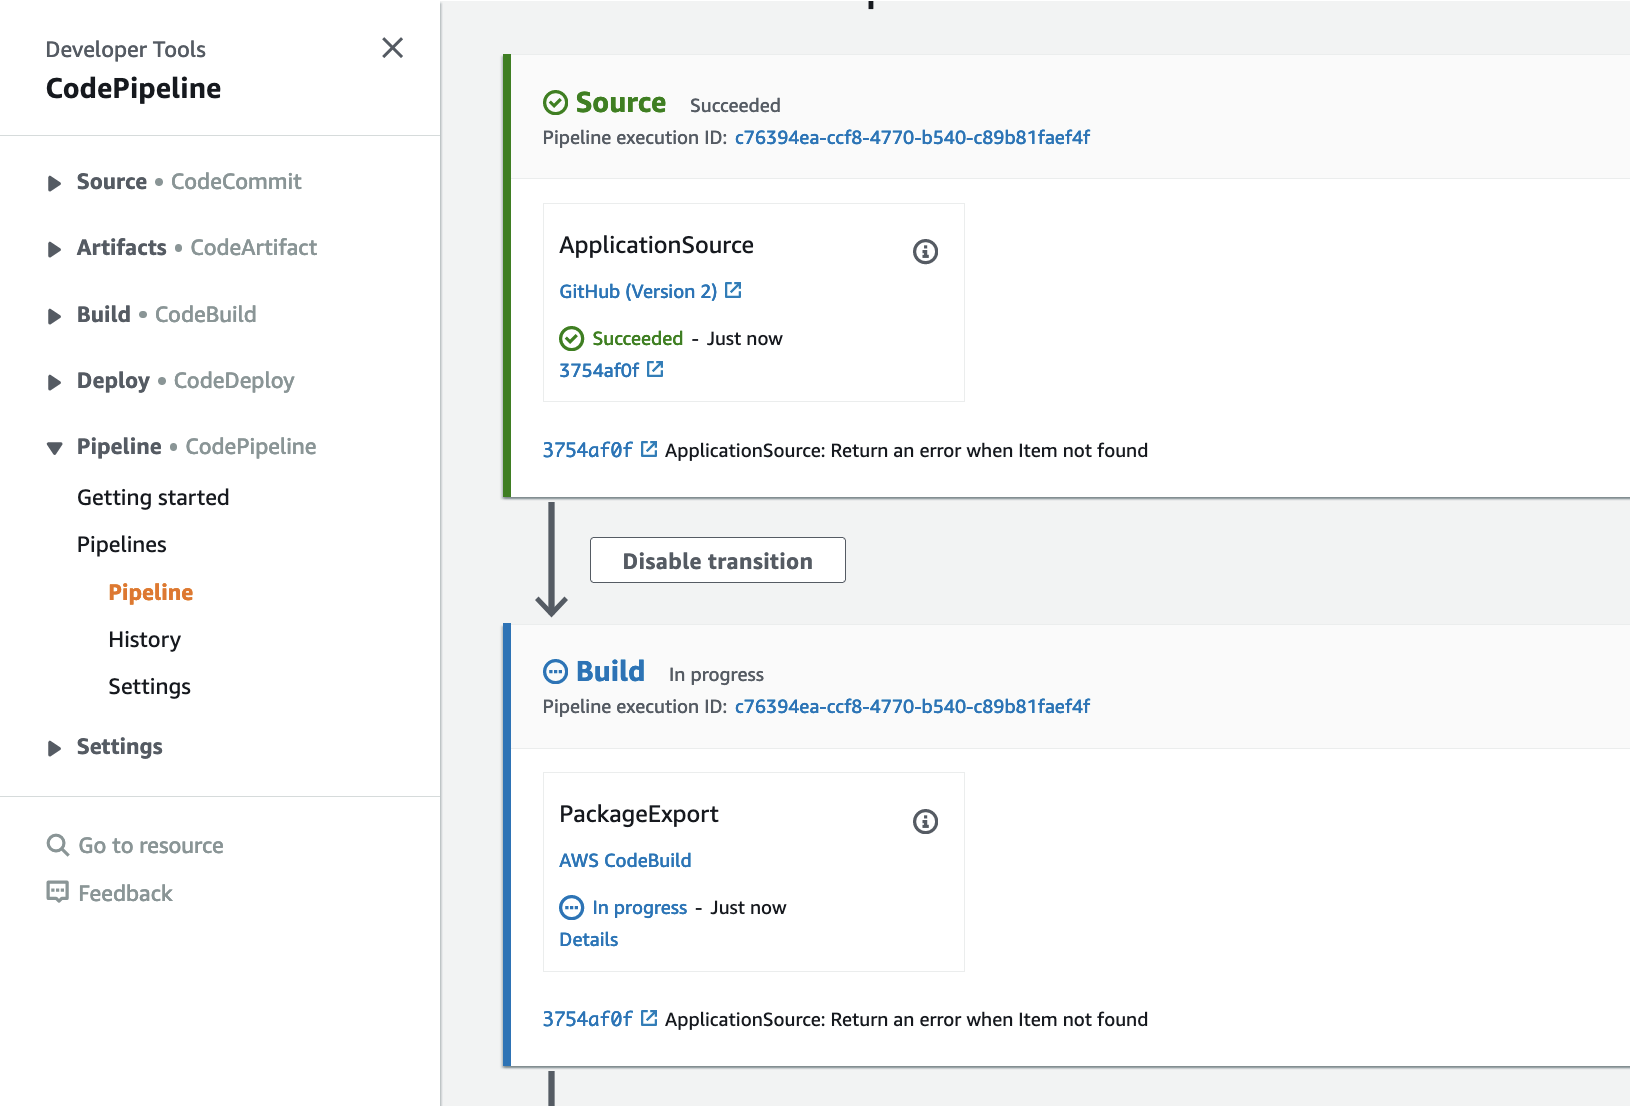 Developer Tools
CodePipeline
Source • CodeCommit
Artifacts • CodeArtifact
Build • CodeBuild
Deploy • CodeDeploy
Pipeline • CodePipeline
Getting started
Pipelines
Pipeline
History
Settings
Settings
Go to resource
Feedback
Source Succeeded
Pipeline execution ID: c76394ea-ccf8-4770-b540-c89b81faef4f
ApplicationSource
GitHub (Version 2)
Succeeded - Just now
3754af0f
3754af0f ApplicationSource: Return an error when Item not found
Disable transition
Build In progress
Pipeline execution ID: c76394ea-ccf8-4770-b540-c89b81faef4f
PackageExport
AWS CodeBuild
In progress - Just now
Details
3754af0f ApplicationSource: Return an error when Item not found